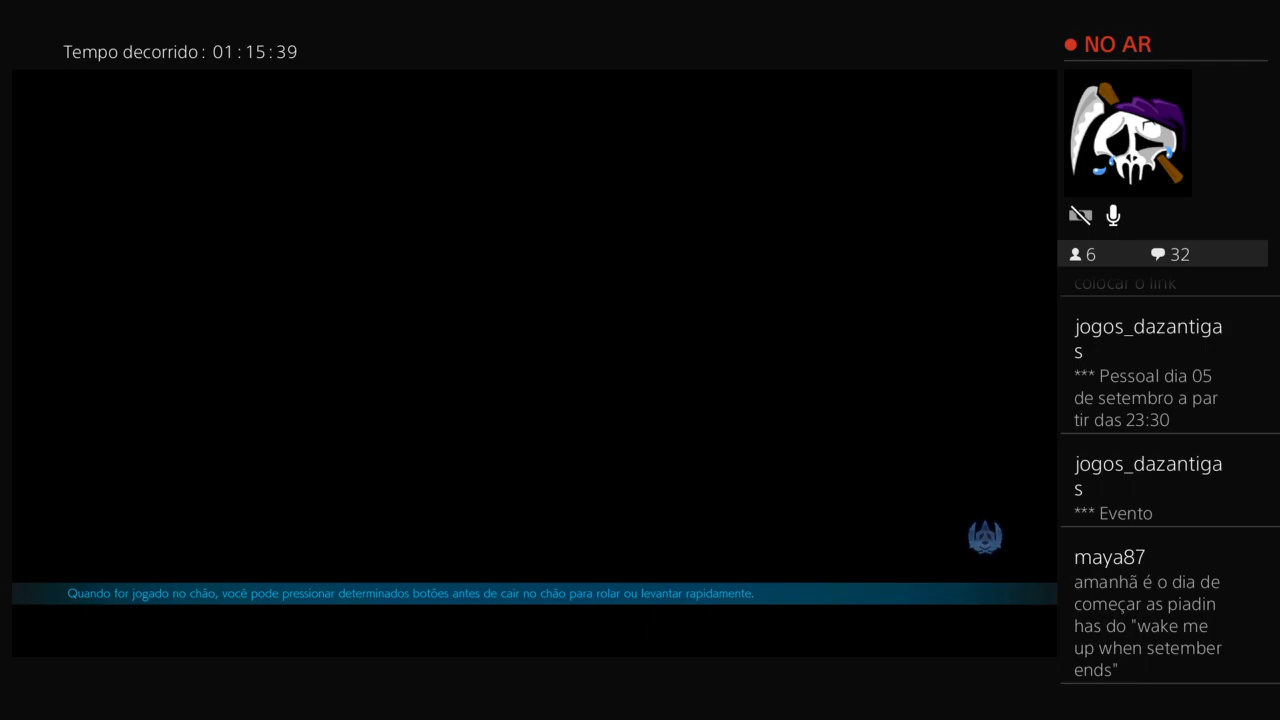 Tempo decorrido: 01:15:39
NO AR
6 32
colocar o link
jogos_dazantiga
s
*** Pessoal dia 05
de setembro a par
tir das 23:30
jogos_dazantiga
s
*** Evento
maya87
amanhã é o dia de
começar as piadin
has do "wake me
up when setember
ends"
Quando for jogado no chão, você pode pressionar determinados botões antes de cair no chão para rolar ou levantar rapidamente.